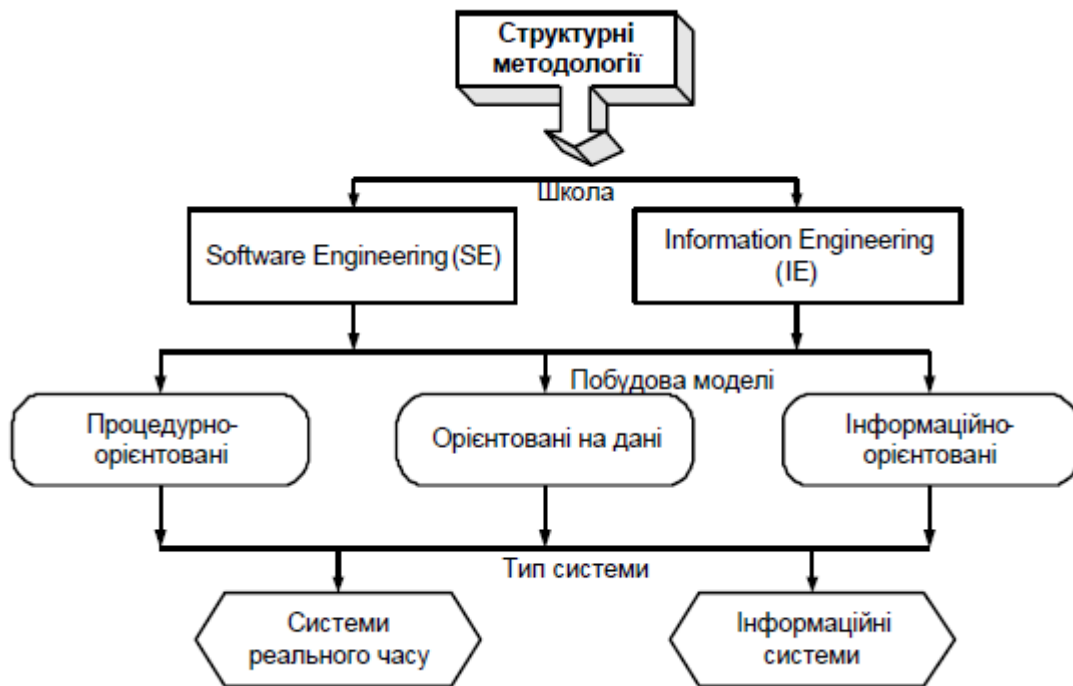 Структурні
методології
Школа
Software Engineering (SE)
Information Engineering
(IE)
Побудова моделі
Процедурно-
орієнтовані
Орієнтовані на дані
Інформаційно-
орієнтовані
Тип системи
Системи
реального часу
Інформаційні
системи